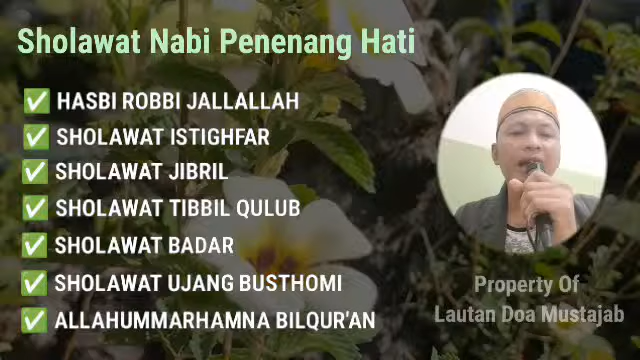 Sholawat Nabi Penenang Hati
✅ HASBI ROBBI JALLALLAH
✅ SHOLAWAT ISTIGHFAR
✅ SHOLAWAT JIBRIL
✅ SHOLAWAT TIBBIL QULUB
✅ SHOLAWAT BADAR
✅ SHOLAWAT UJANG BUSTHOMI
✅ ALLAHUMMARHAMNA BILQUR'AN
Property Of
Lautan Doa Mustajab